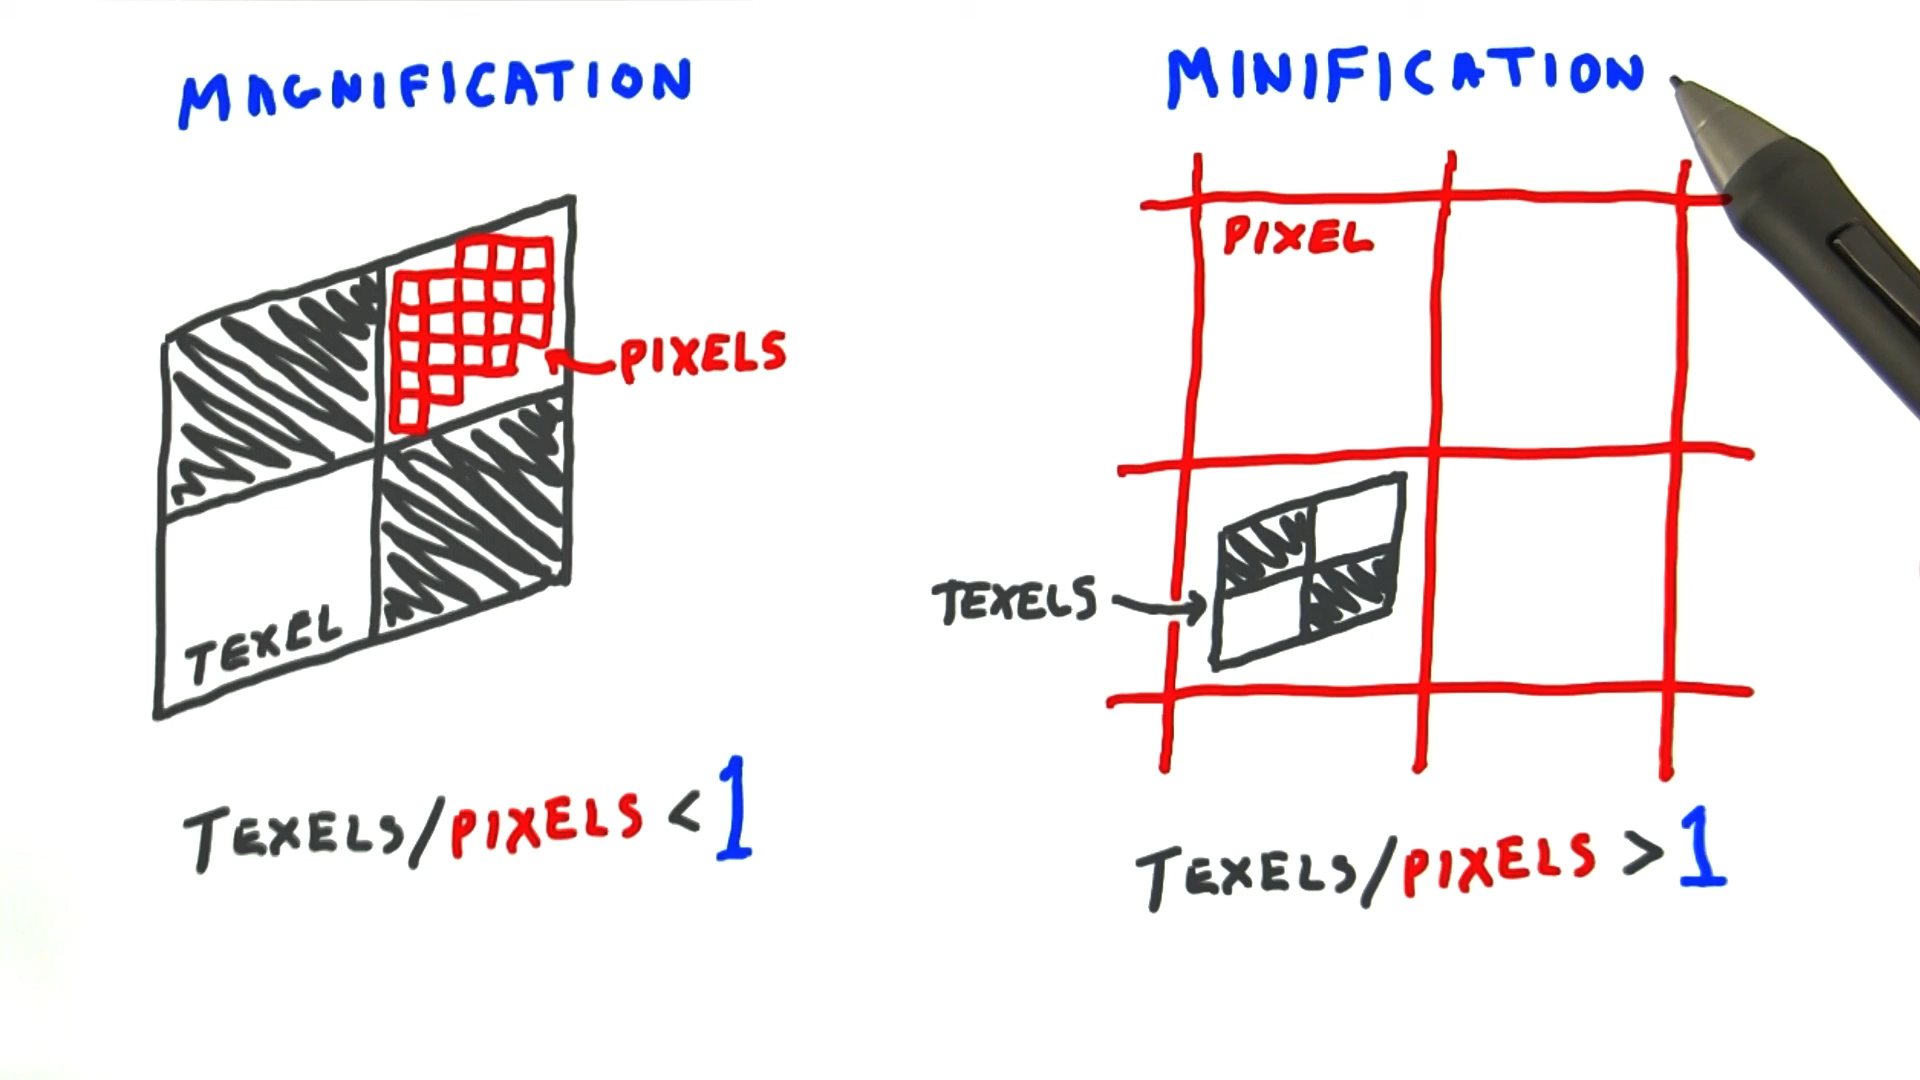 MAGNIFICATION
PIXELS
TEXEL
TEXELS/PIXELS < 1
MINIFICATION
PIXEL
TEXELS
TEXELS/PIXELS > 1